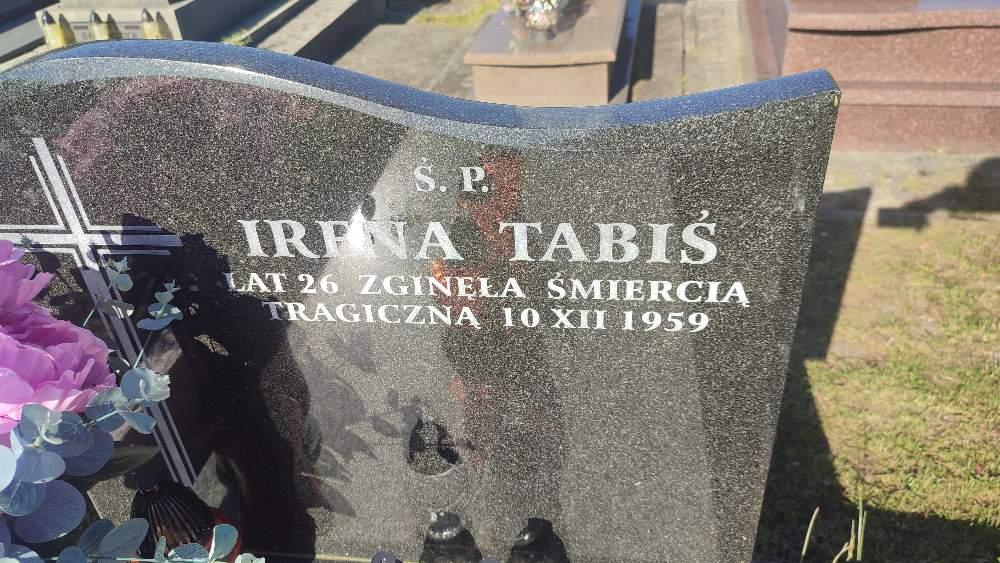 Ś. P.
IRENA TABIŚ
LAT 26 ZGINĘŁA ŚMIERCIĄ
TRAGICZNĄ 10 XII 1959